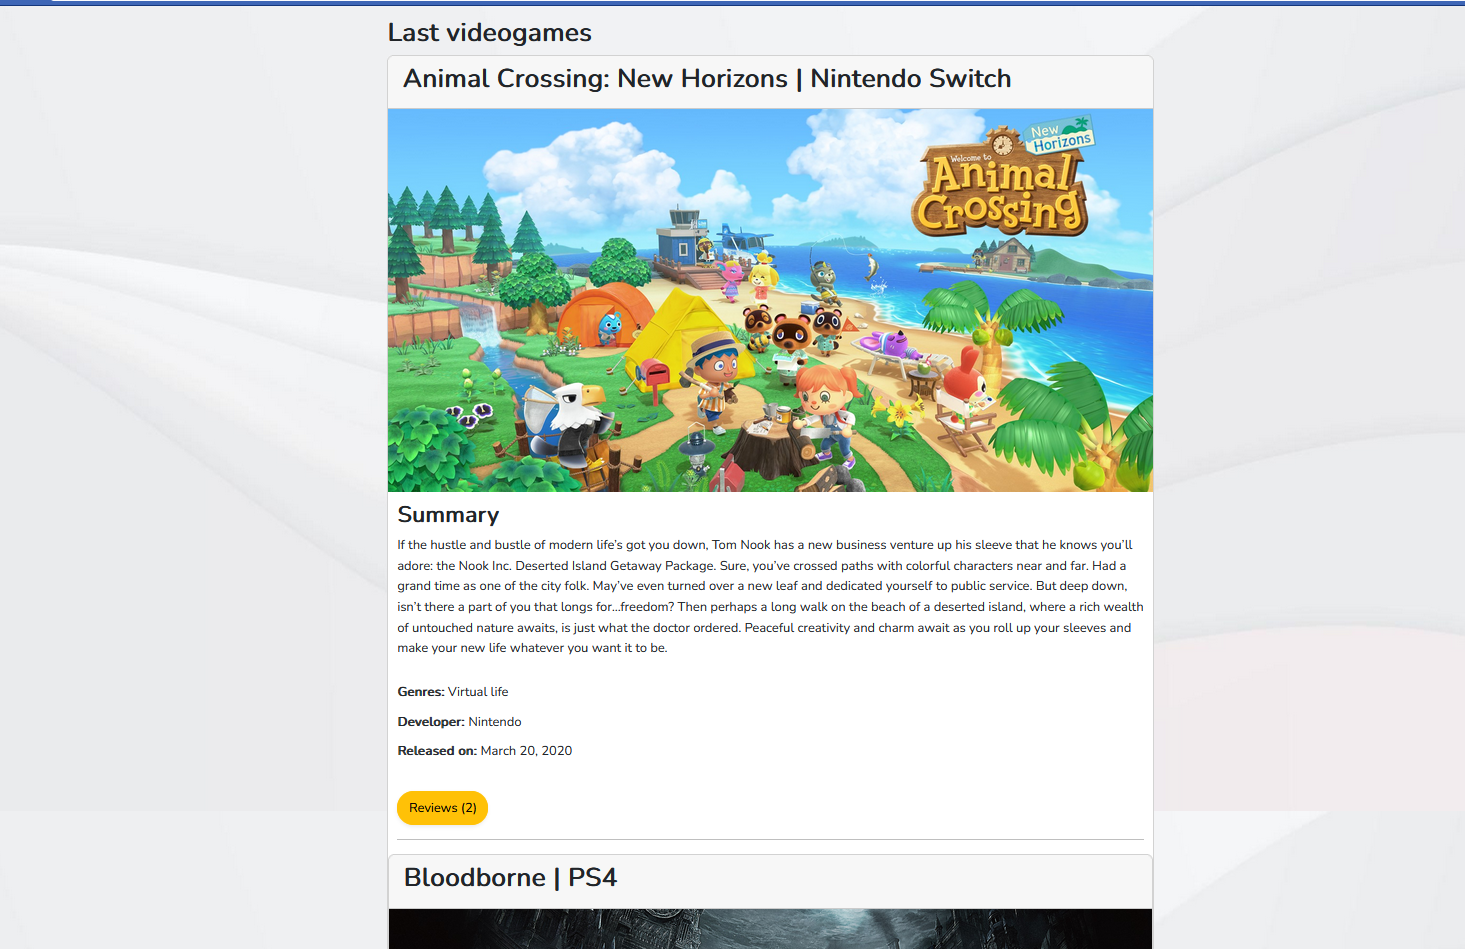 Last videogames
Animal Crossing: New Horizons | Nintendo Switch
New
Horizons
Welcome to
Animal
Crossing
Summary
If the hustle and bustle of modern life’s got you down, Tom Nook has a new business venture up his sleeve that he knows you’ll
adore: the Nook Inc. Deserted Island Getaway Package. Sure, you’ve crossed paths with colorful characters near and far. Had a
grand time as one of the city folk. May’ve even turned over a new leaf and dedicated yourself to public service. But deep down,
isn’t there a part of you that longs for…freedom? Then perhaps a long walk on the beach of a deserted island, where a rich wealth
of untouched nature awaits, is just what the doctor ordered. Peaceful creativity and charm await as you roll up your sleeves and
make your new life whatever you want it to be.
Genres: Virtual life
Developer: Nintendo
Released on: March 20, 2020
Reviews (2)
Bloodborne | PS4